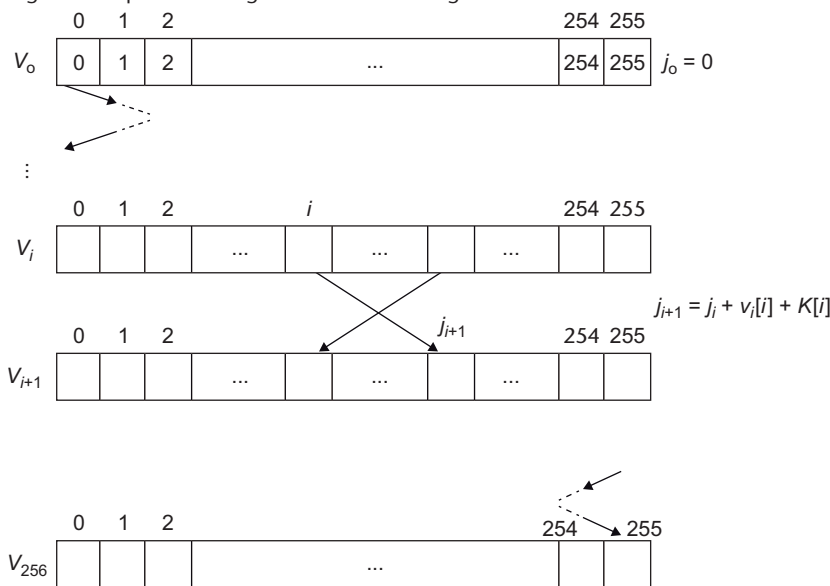 0 1 2 254 255
V₀ 0 1 2 ... 254 255 j₀ = 0
⋮
0 1 2 i 254 255
Vᵢ ... ... ...
jᵢ₊₁ = jᵢ + vᵢ[i] + K[i]
jᵢ₊₁
0 1 2 254 255
Vᵢ₊₁ ... ... ...
0 1 2 254 255
V₂₅₆ ...